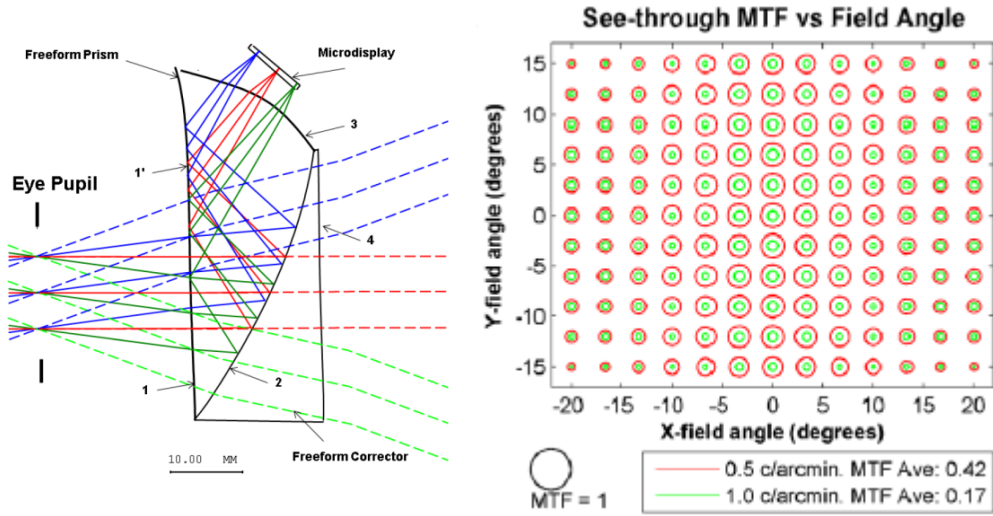 Freeform Prism
Microdisplay
3
1'
Eye Pupil
4
1
2
Freeform Corrector
10.00 MM
See-through MTF vs Field Angle
Y-field angle (degrees)
15
10
5
0
-5
-10
-15
-20 -15 -10 -5 0 5 10 15 20
X-field angle (degrees)
MTF = 1
0.5 c/arcmin. MTF Ave: 0.42
1.0 c/arcmin. MTF Ave: 0.17